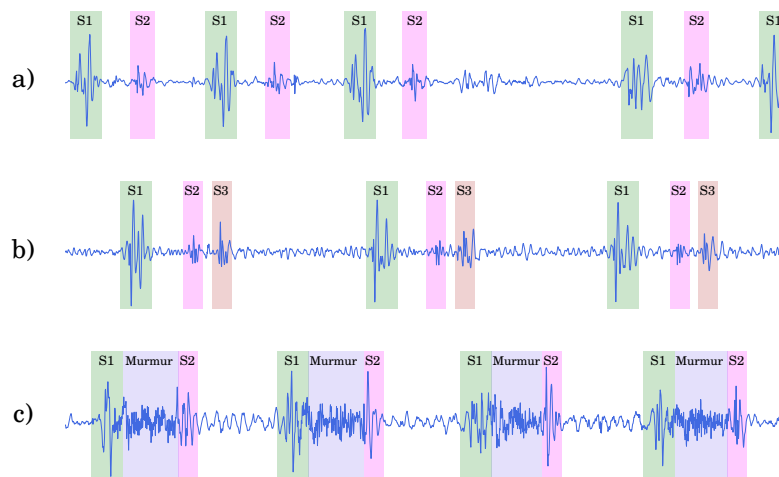 S1 S2 S1 S2 S1 S2 S1 S2 S1
a)
S1 S2 S3 S1 S2 S3 S1 S2 S3
b)
S1 Murmur S2 S1 Murmur S2 S1 Murmur S2 S1 Murmur S2
c)